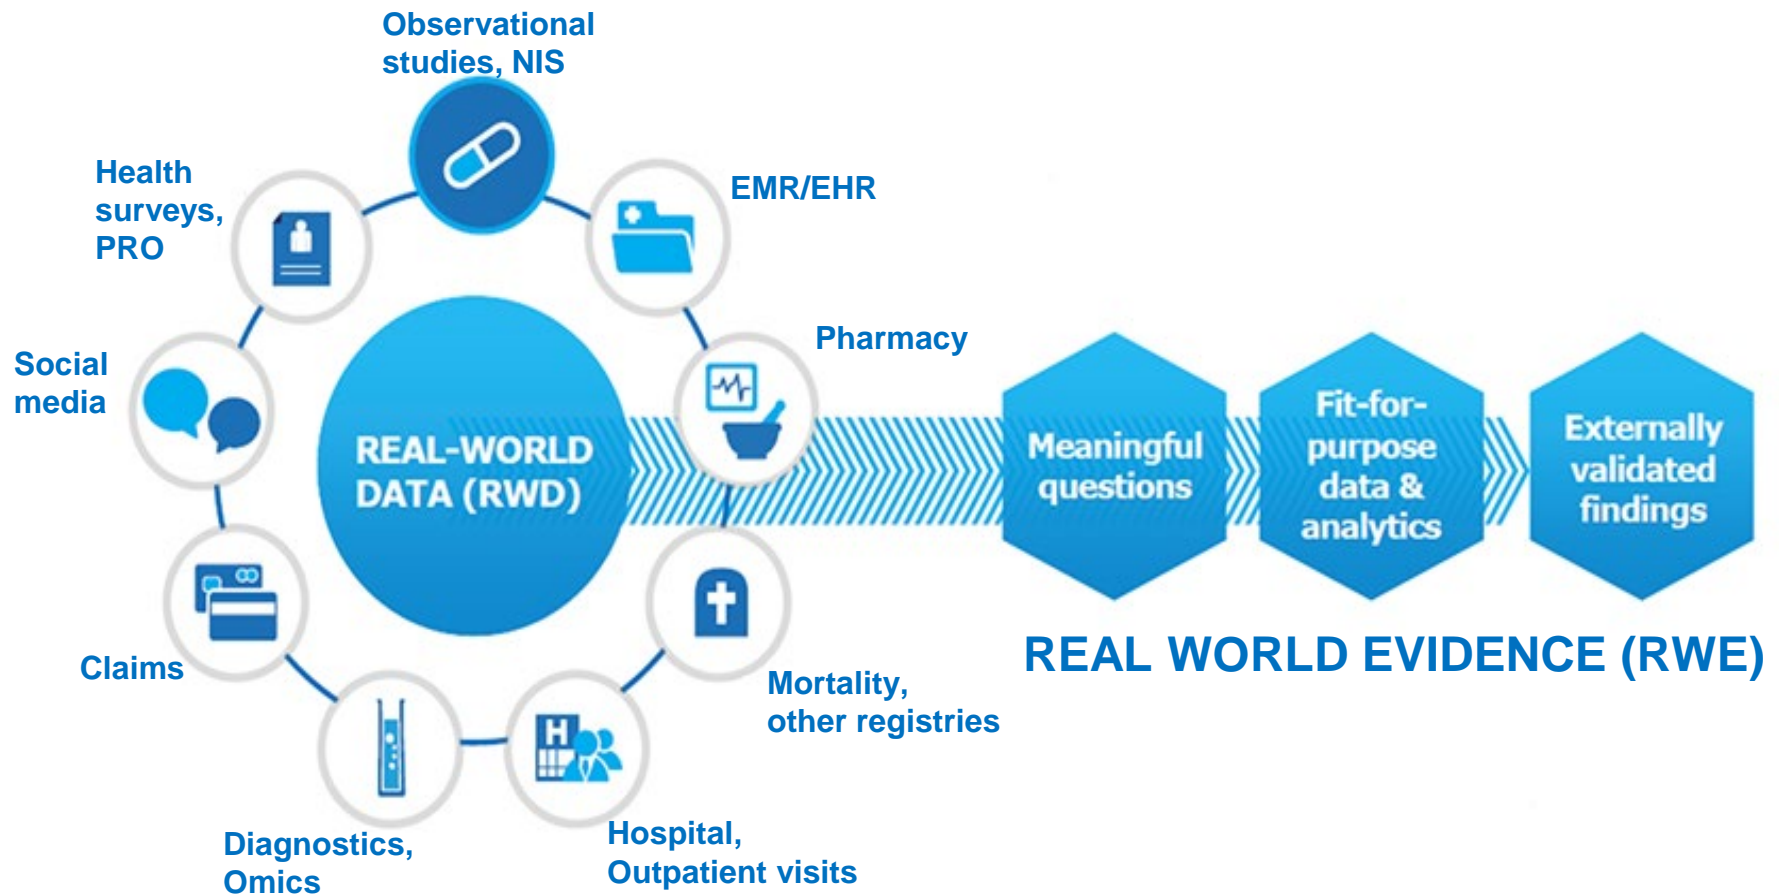 Observational
studies, NIS
Health
surveys,
PRO
EMR/EHR
Social
media
Pharmacy
REAL-WORLD
DATA (RWD)
Meaningful
questions
Fit-for-
purpose
data &
analytics
Externally
validated
findings
REAL WORLD EVIDENCE (RWE)
Claims
Mortality,
other registries
H
Diagnostics,
Omics
Hospital,
Outpatient visits